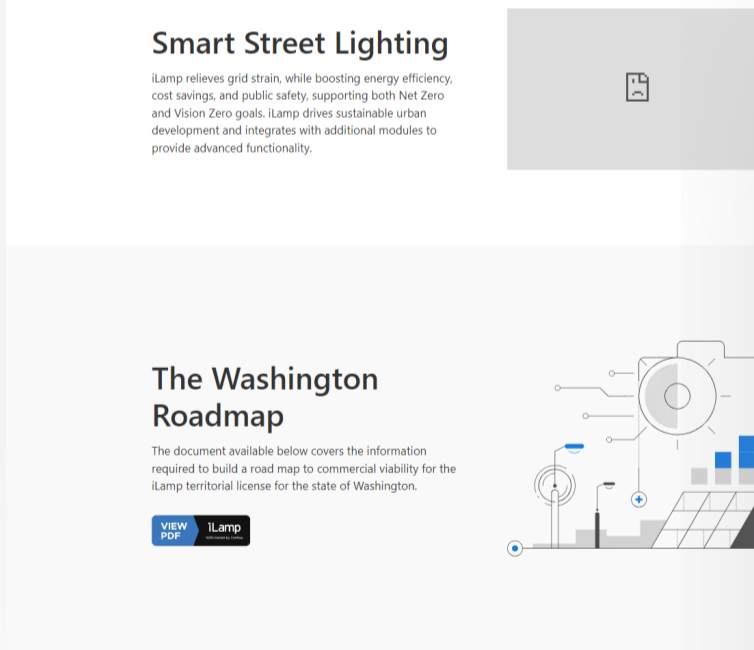 Smart Street Lighting
iLamp relieves grid strain, while boosting energy efficiency,
cost savings, and public safety, supporting both Net Zero
and Vision Zero goals. iLamp drives sustainable urban
development and integrates with additional modules to
provide advanced functionality.
The Washington
Roadmap
The document available below covers the information
required to build a road map to commercial viability for the
iLamp territorial license for the state of Washington.
VIEW
PDF
iLamp